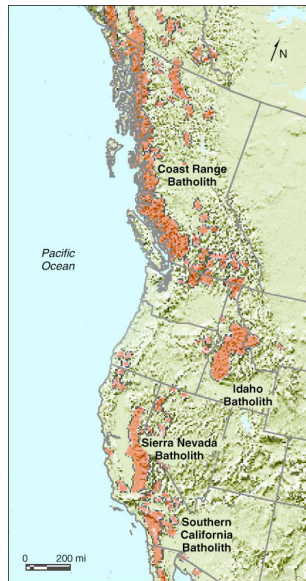 N
Coast Range
Batholith
Pacific
Ocean
Idaho
Batholith
Sierra Nevada
Batholith
Southern
California
Batholith
0 200 mi